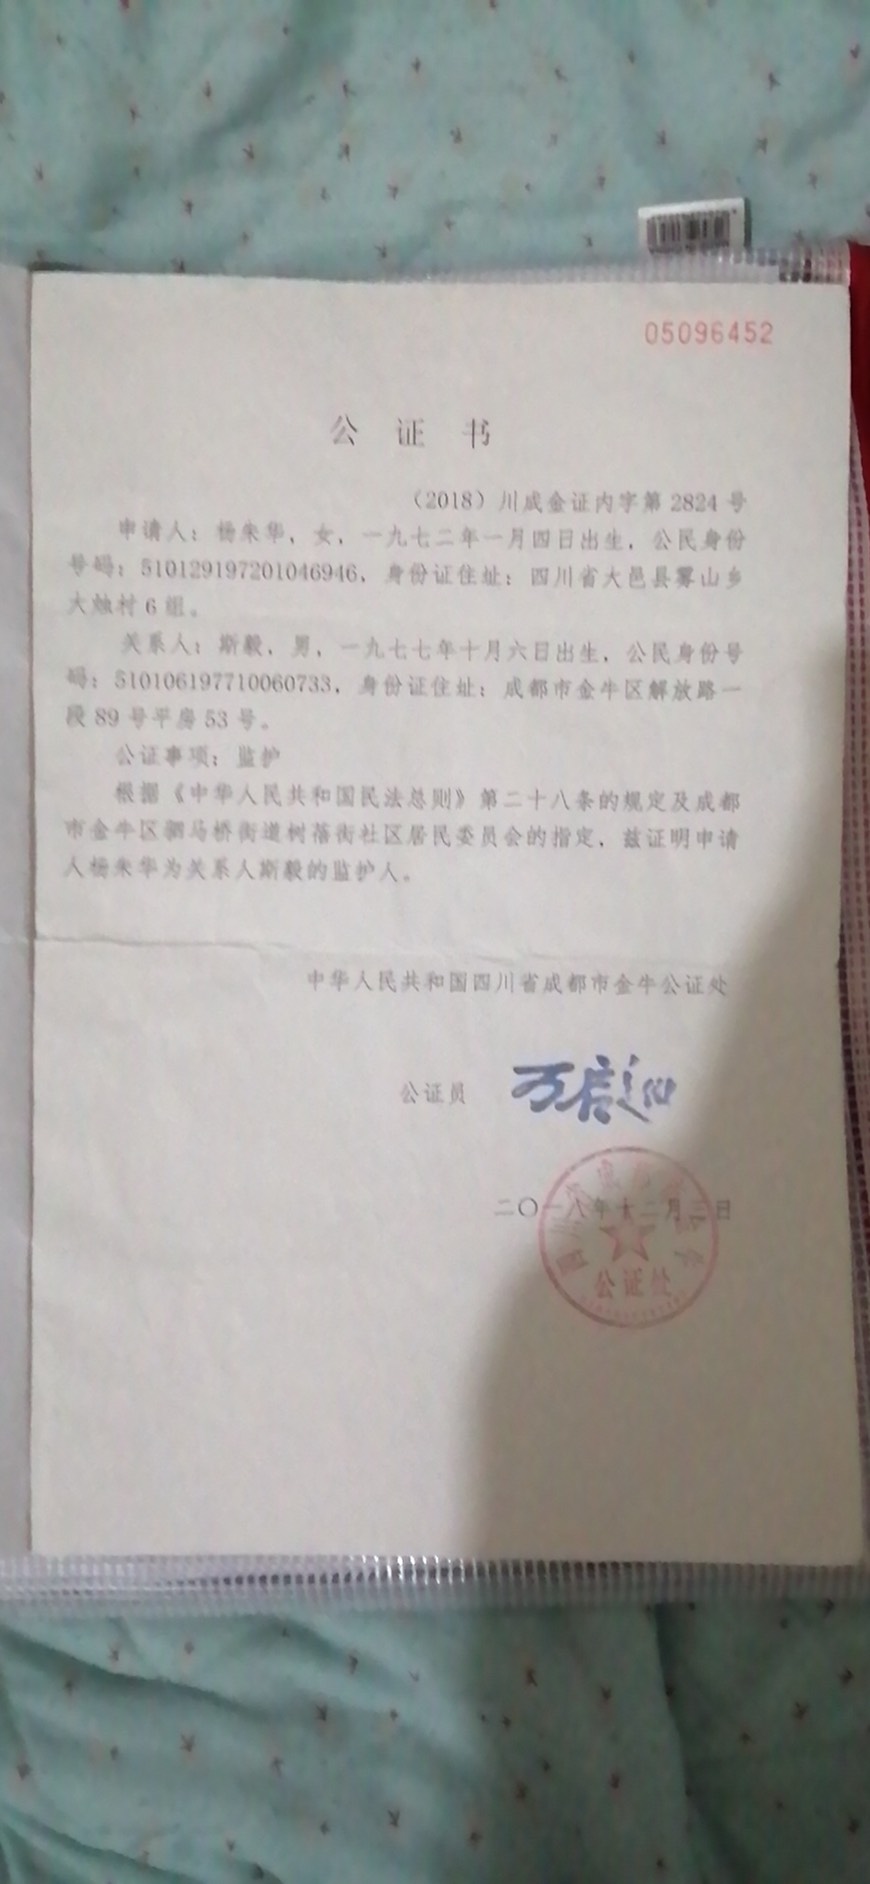 05096452
公 证 书
（2018）川成金证内字第 2824 号
申请人：杨朱华，女，一九七二年一月四日出生，公民身份
号码：510129197201046946，身份证住址：四川省大邑县雾山乡
大烛村 6 组。
关系人：斯毅，男，一九七七年十月六日出生，公民身份号
码：510106197710060733，身份证住址：成都市金牛区解放路一
段 89 号平房 53 号。
公证事项：监护
根据《中华人民共和国民法总则》第二十八条的规定及成都
市金牛区驷马桥街道树蓓街社区居民委员会的指定，兹证明申请
人杨朱华为关系人斯毅的监护人。
中华人民共和国四川省成都市金牛公证处
公证员
二〇一八年十二月三日
公证处